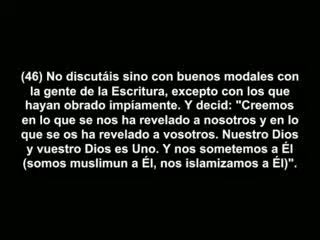 (46) No discutáis sino con buenos modales con
la gente de la Escritura, excepto con los que
hayan obrado impíamente. Y decid: "Creemos
en lo que se nos ha revelado a nosotros y en lo
que se os ha revelado a vosotros. Nuestro Dios
y vuestro Dios es Uno. Y nos sometemos a Él
(somos muslimun a Él, nos islamizamos a Él)".